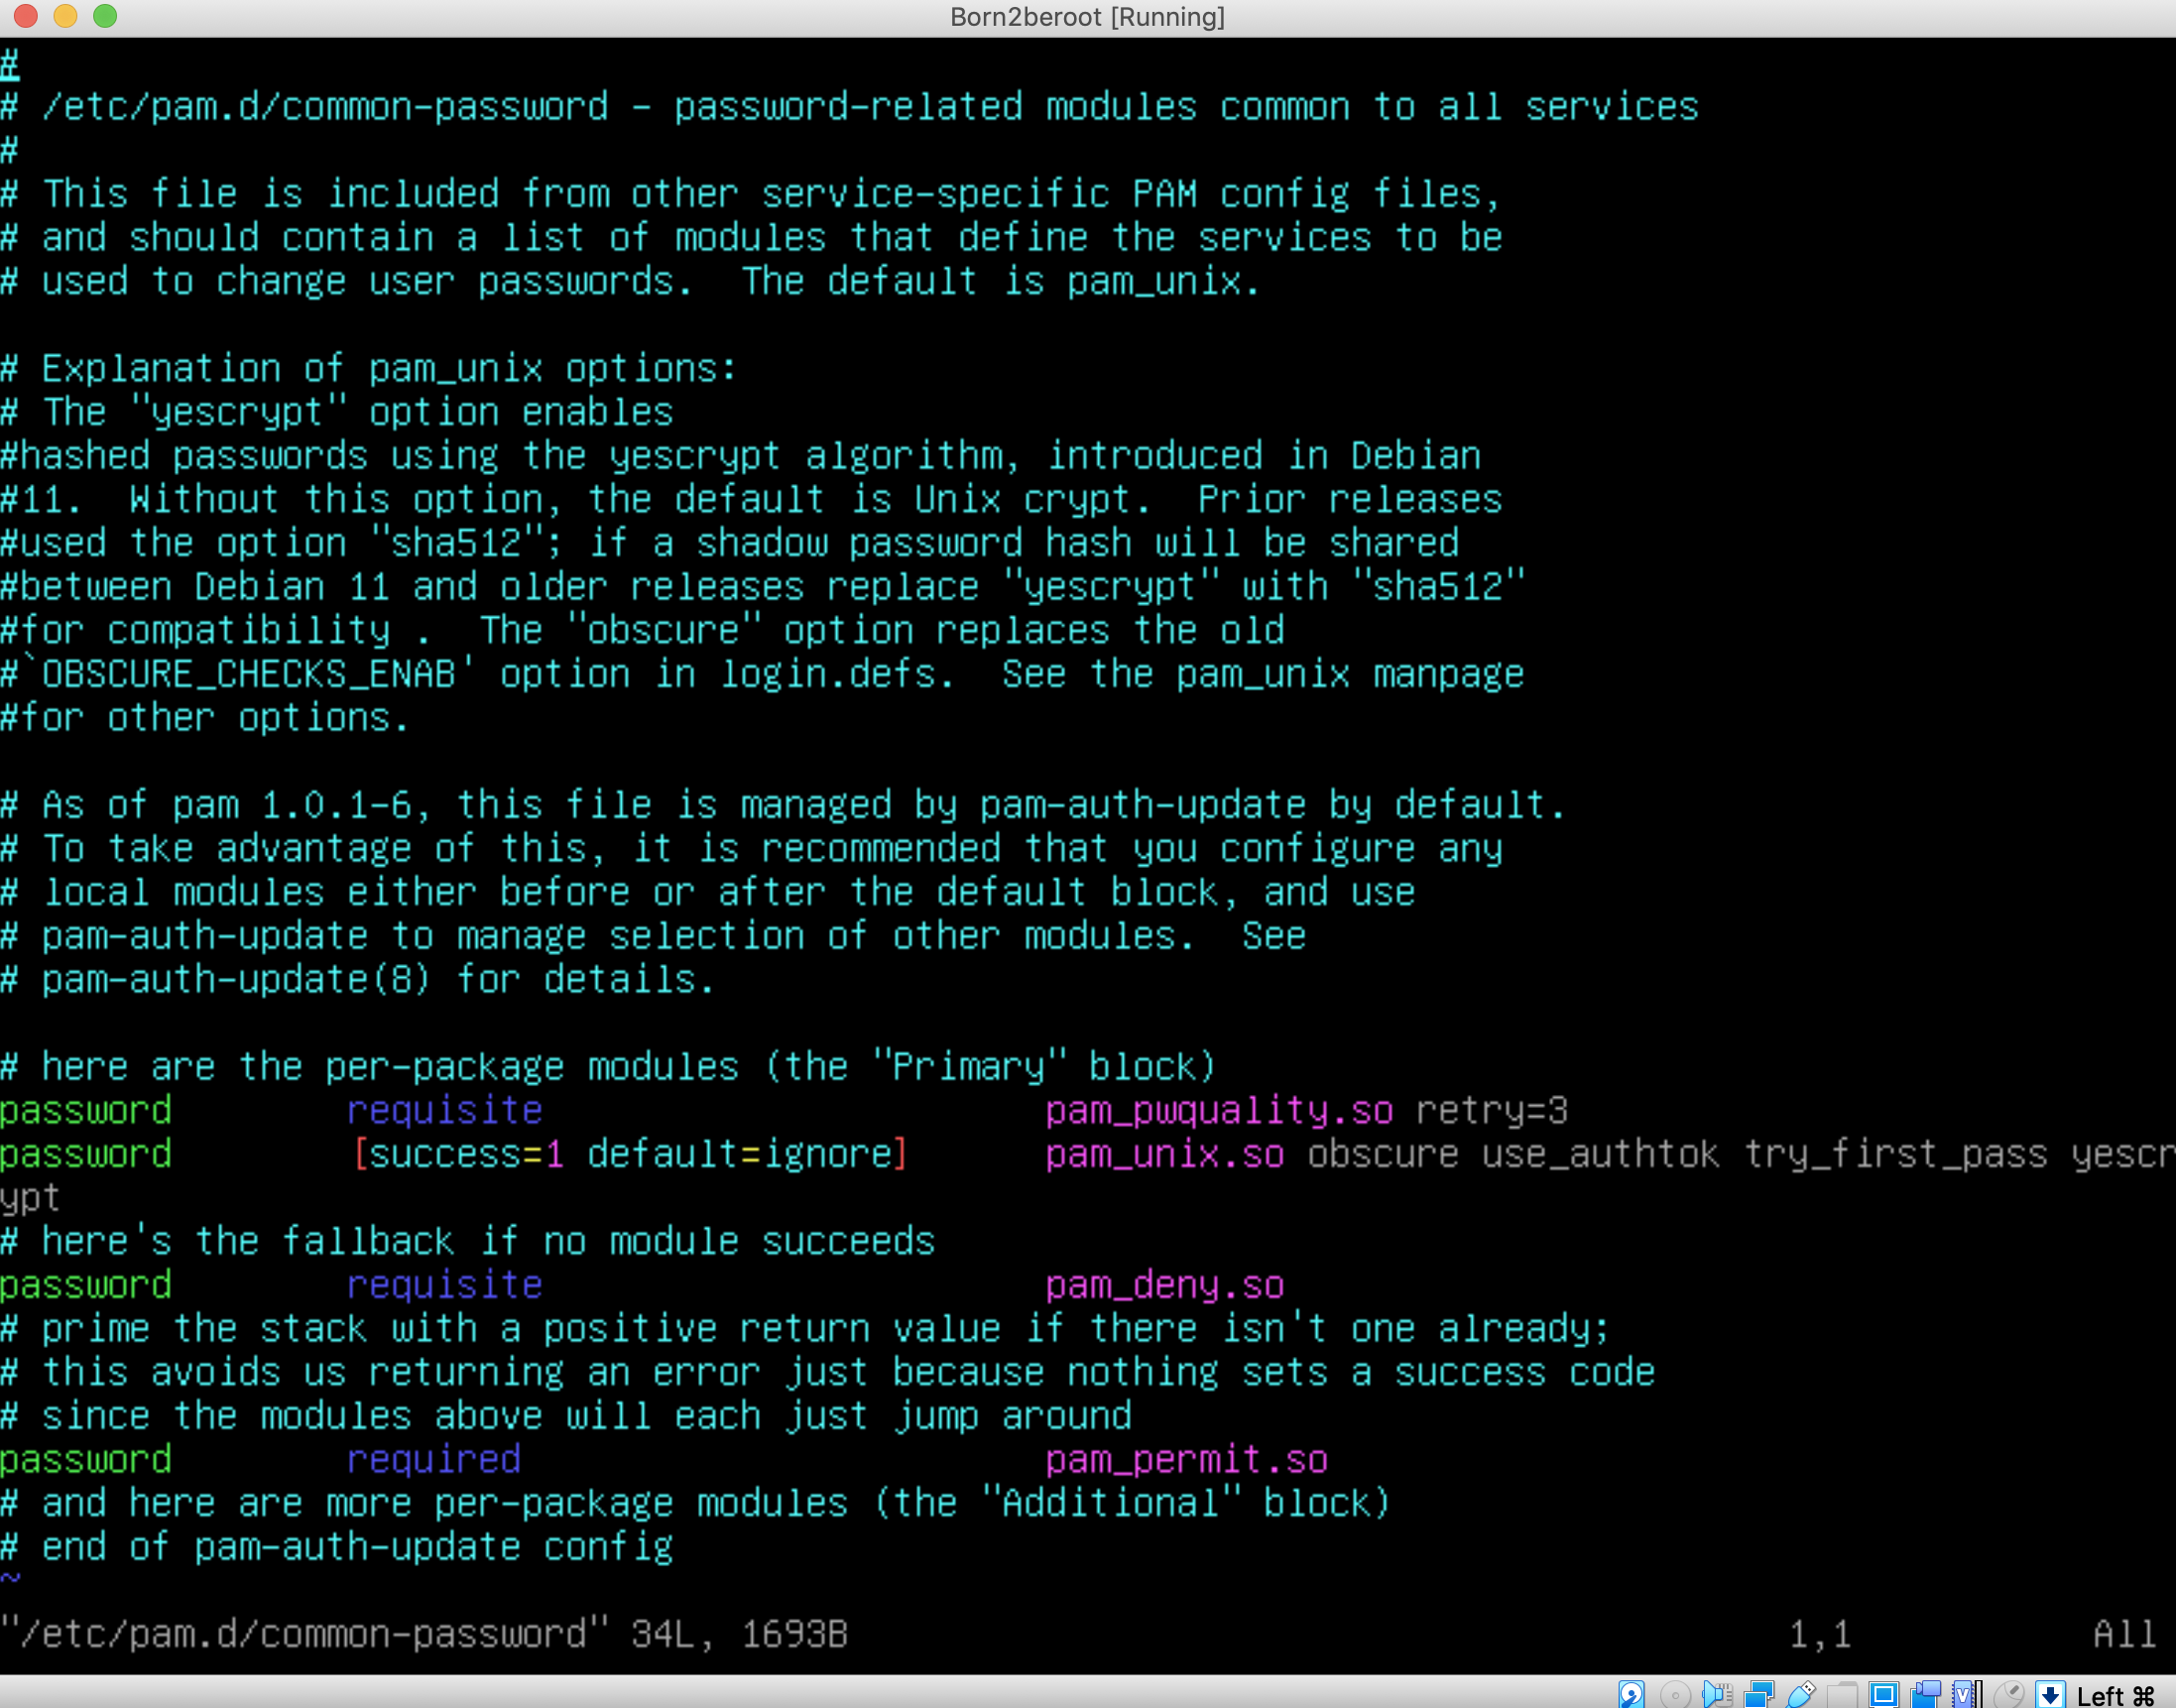 Born2beroot [Running]
#
# /etc/pam.d/common-password - password-related modules common to all services
#
# This file is included from other service-specific PAM config files,
# and should contain a list of modules that define the services to be
# used to change user passwords.  The default is pam_unix.
# Explanation of pam_unix options:
# The "yescrypt" option enables
#hashed passwords using the yescrypt algorithm, introduced in Debian
#11.  Without this option, the default is Unix crypt.  Prior releases
#used the option "sha512"; if a shadow password hash will be shared
#between Debian 11 and older releases replace "yescrypt" with "sha512"
#for compatibility .  The "obscure" option replaces the old
#`OBSCURE_CHECKS_ENAB' option in login.defs.  See the pam_unix manpage
#for other options.
# As of pam 1.0.1-6, this file is managed by pam-auth-update by default.
# To take advantage of this, it is recommended that you configure any
# local modules either before or after the default block, and use
# pam-auth-update to manage selection of other modules.  See
# pam-auth-update(8) for details.
# here are the per-package modules (the "Primary" block)
password        requisite                       pam_pwquality.so retry=3
password        [success=1 default=ignore]      pam_unix.so obscure use_authtok try_first_pass yescr
ypt
# here's the fallback if no module succeeds
password        requisite                       pam_deny.so
# prime the stack with a positive return value if there isn't one already;
# this avoids us returning an error just because nothing sets a success code
# since the modules above will each just jump around
password        required                        pam_permit.so
# and here are more per-package modules (the "Additional" block)
# end of pam-auth-update config
~
"/etc/pam.d/common-password" 34L, 1693B                                           1,1           All
Left ⌘